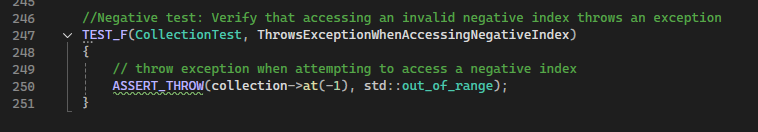 245
246 //Negative test: Verify that accessing an invalid negative index throws an exception
247 TEST_F(CollectionTest, ThrowsExceptionWhenAccessingNegativeIndex)
248 {
249 // throw exception when attempting to access a negative index
250 ASSERT_THROW(collection->at(-1), std::out_of_range);
251 }